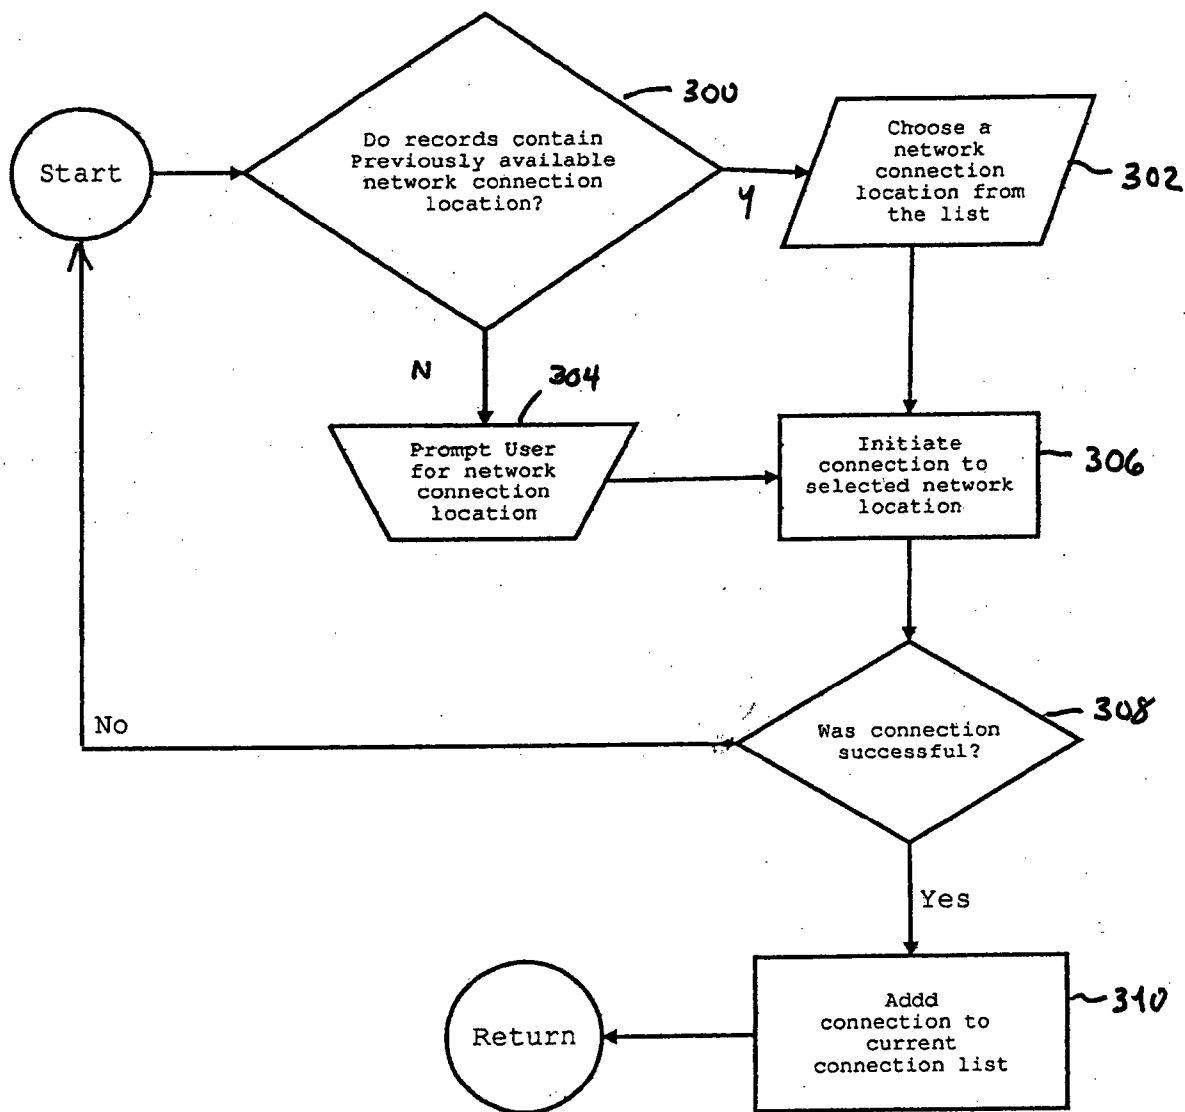 300
Start
Do records contain
Previously available
network connection
location?
Y
Choose a
network
connection
location from
the list
302
N
304
Prompt User
for network
connection
location
Initiate
connection to
selected network
location
306
No
Was connection
successful?
308
Yes
Addd
connection to
current
connection list
310
Return